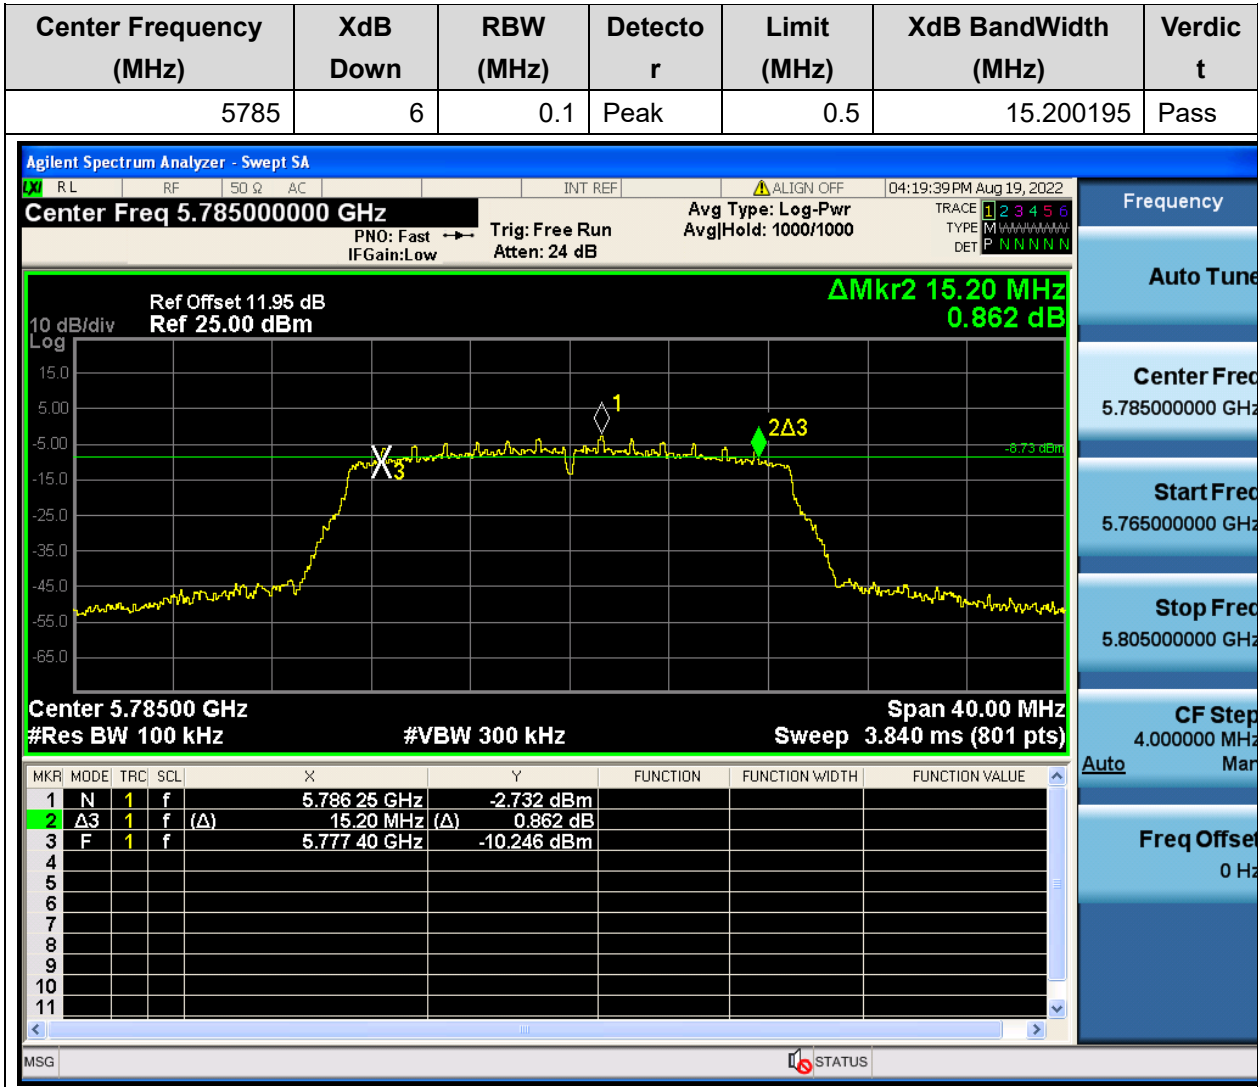 Center Frequency (MHz) XdB Down RBW (MHz) Detecto r Limit (MHz) XdB BandWidth (MHz) Verdic t
5785 6 0.1 Peak 0.5 15.200195 Pass
Agilent Spectrum Analyzer - Swept SA
LXI RL RF 50 Ω AC INT REF ALIGN OFF 04:19:39 PM Aug 19, 2022
Center Freq 5.785000000 GHz
PNO: Fast
IFGain:Low
Trig: Free Run
Atten: 24 dB
Avg Type: Log-Pwr
Avg|Hold: 1000/1000
TRACE 1 2 3 4 5 6
TYPE M
DET P N N N N N
ΔMkr2 15.20 MHz
0.862 dB
Ref Offset 11.95 dB
10 dB/div Ref 25.00 dBm
Log
15.0
5.00
-5.00
-15.0
-25.0
-35.0
-45.0
-55.0
-65.0
1
2Δ3
3
-8.73 dBm
Center 5.78500 GHz Span 40.00 MHz
#Res BW 100 kHz #VBW 300 kHz Sweep 3.840 ms (801 pts)
MKR MODE TRC SCL X Y FUNCTION FUNCTION WIDTH FUNCTION VALUE
1 N 1 f 5.786 25 GHz -2.732 dBm
2 Δ3 1 f (Δ) 15.20 MHz (Δ) 0.862 dB
3 F 1 f 5.777 40 GHz -10.246 dBm
4
5
6
7
8
9
10
11
MSG STATUS
Frequency
Auto Tune
Center Freq
5.785000000 GHz
Start Freq
5.765000000 GHz
Stop Freq
5.805000000 GHz
CF Step
4.000000 MHz
Auto Man
Freq Offset
0 Hz